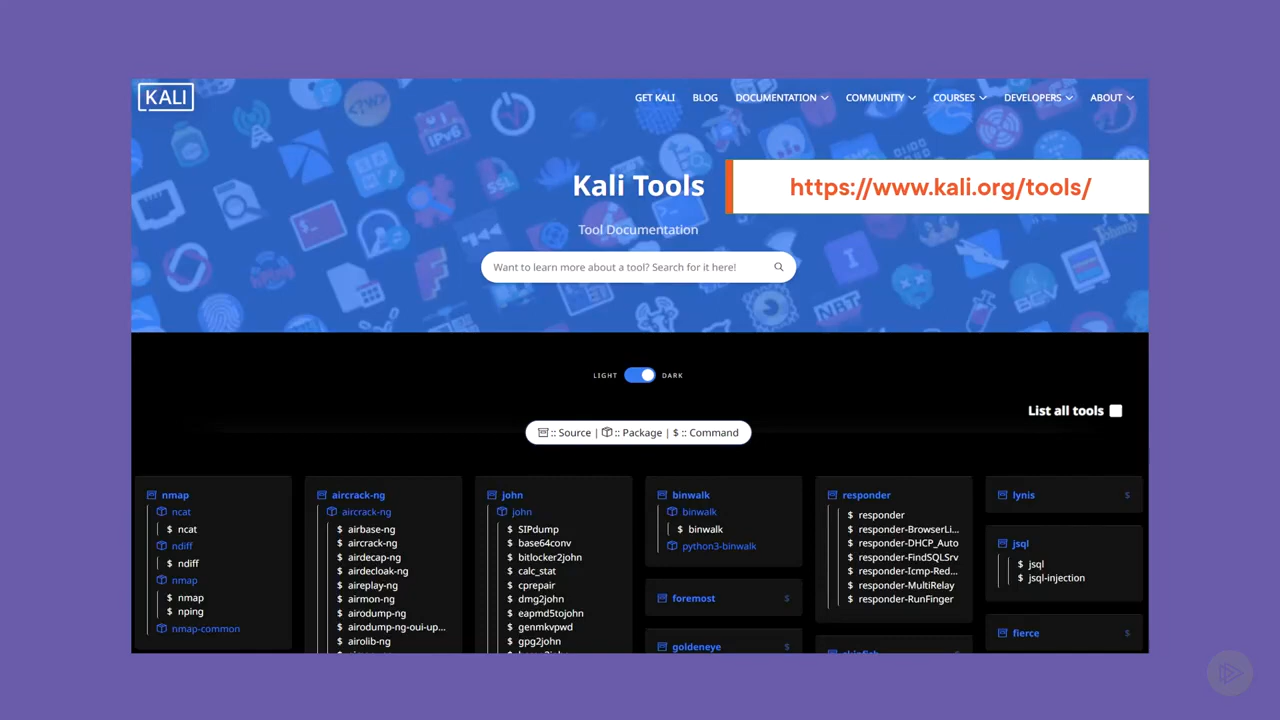 KALI
GET KALI BLOG DOCUMENTATION COMMUNITY COURSES DEVELOPERS ABOUT
Kali Tools
https://www.kali.org/tools/
Tool Documentation
Want to learn more about a tool? Search for it here!
LIGHT DARK
List all tools
:: Source | :: Package | $ :: Command
nmap
ncat
$ ncat
ndiff
$ ndiff
nmap
$ nmap
$ nping
nmap-common
aircrack-ng
aircrack-ng
$ airbase-ng
$ aircrack-ng
$ airdecap-ng
$ airdecloak-ng
$ aireplay-ng
$ airmon-ng
$ airodump-ng
$ airodump-ng-oui-up...
$ airolib-ng
john
john
$ SIPdump
$ base64conv
$ bitlocker2john
$ calc_stat
$ cprepair
$ dmg2john
$ eapmd5tojohn
$ genmkvpwd
$ gpg2john
binwalk
binwalk
$ binwalk
python3-binwalk
foremost $
goldeneye $
responder
$ responder
$ responder-BrowserLi...
$ responder-DHCP_Auto
$ responder-FindSQLSrv
$ responder-Icmp-Red...
$ responder-MultiRelay
$ responder-RunFinger
lynis $
jsql
$ jsql
$ jsql-injection
fierce $